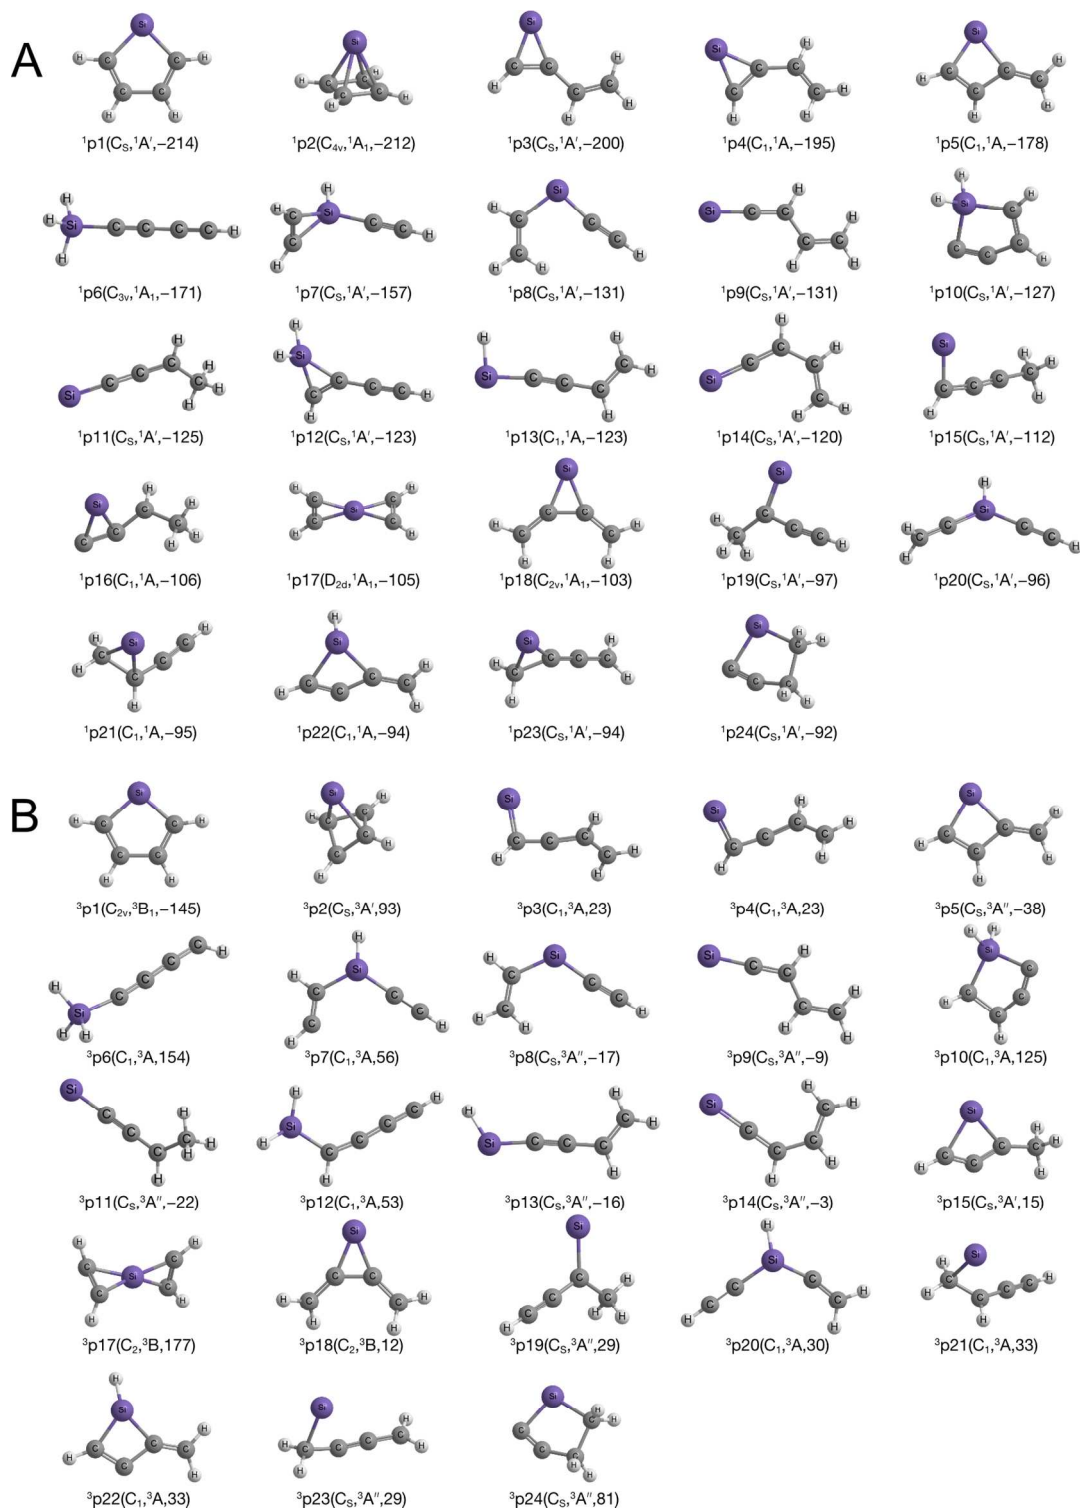 A
¹p1(Cₛ,¹A′,−214) ¹p2(C₄ᵥ,¹A₁,−212) ¹p3(Cₛ,¹A′,−200) ¹p4(C₁,¹A,−195) ¹p5(C₁,¹A,−178)
¹p6(C₃ᵥ,¹A₁,−171) ¹p7(Cₛ,¹A′,−157) ¹p8(Cₛ,¹A′,−131) ¹p9(Cₛ,¹A′,−131) ¹p10(Cₛ,¹A′,−127)
¹p11(Cₛ,¹A′,−125) ¹p12(Cₛ,¹A′,−123) ¹p13(C₁,¹A,−123) ¹p14(Cₛ,¹A′,−120) ¹p15(Cₛ,¹A′,−112)
¹p16(C₁,¹A,−106) ¹p17(D₂d,¹A₁,−105) ¹p18(C₂ᵥ,¹A₁,−103) ¹p19(Cₛ,¹A′,−97) ¹p20(Cₛ,¹A′,−96)
¹p21(C₁,¹A,−95) ¹p22(C₁,¹A,−94) ¹p23(Cₛ,¹A′,−94) ¹p24(Cₛ,¹A′,−92)
B
³p1(C₂ᵥ,³B₁,−145) ³p2(Cₛ,³A′,93) ³p3(C₁,³A,23) ³p4(C₁,³A,23) ³p5(Cₛ,³A″,−38)
³p6(C₁,³A,154) ³p7(C₁,³A,56) ³p8(Cₛ,³A″,−17) ³p9(Cₛ,³A″,−9) ³p10(C₁,³A,125)
³p11(Cₛ,³A″,−22) ³p12(C₁,³A,53) ³p13(Cₛ,³A″,−16) ³p14(Cₛ,³A″,−3) ³p15(Cₛ,³A′,15)
³p17(C₂,³B,177) ³p18(C₂,³B,12) ³p19(Cₛ,³A″,29) ³p20(C₁,³A,30) ³p21(C₁,³A,33)
³p22(C₁,³A,33) ³p23(Cₛ,³A″,29) ³p24(Cₛ,³A″,81)